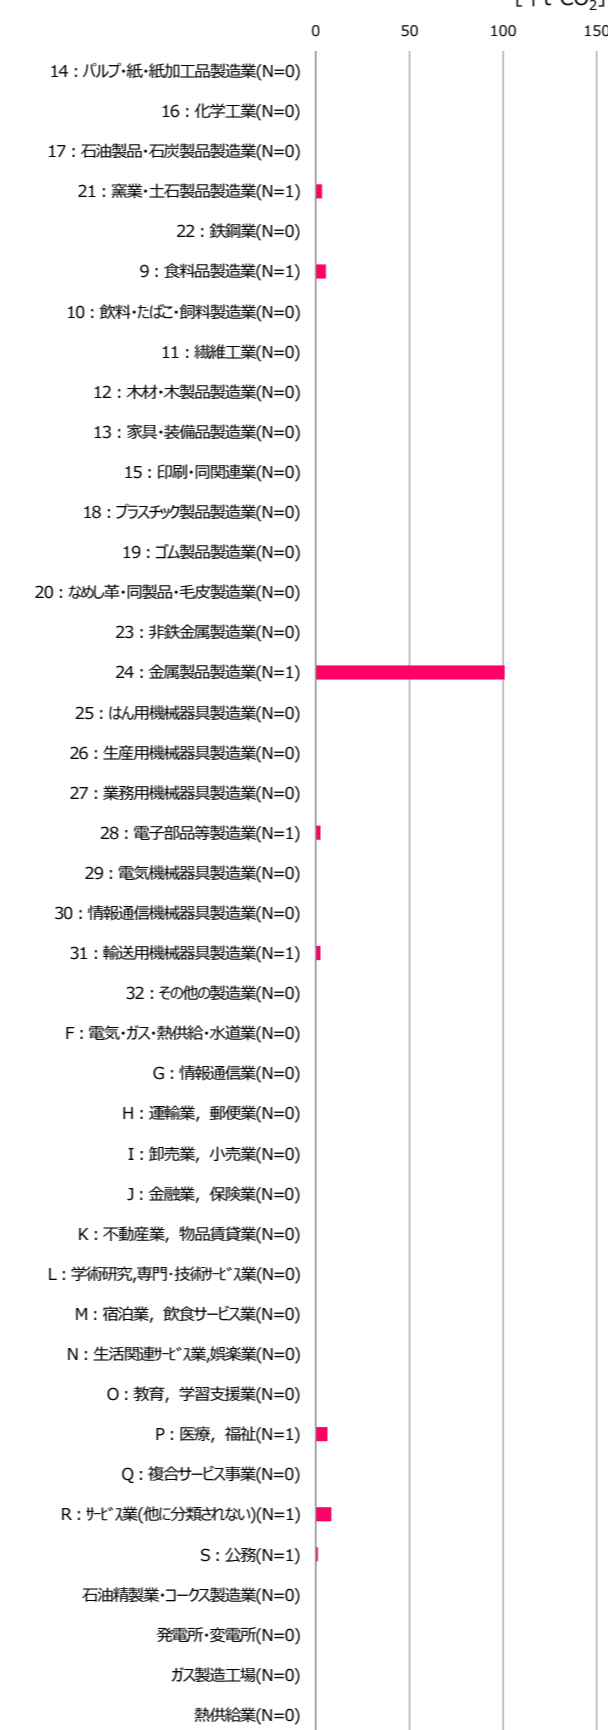 CO₂]
0 50 100 150
14：パルプ・紙・紙加工品製造業(N=0)
16：化学工業(N=0)
17：石油製品・石炭製品製造業(N=0)
21：窯業・土石製品製造業(N=1)
22：鉄鋼業(N=0)
9：食料品製造業(N=1)
10：飲料・たばこ・飼料製造業(N=0)
11：繊維工業(N=0)
12：木材・木製品製造業(N=0)
13：家具・装備品製造業(N=0)
15：印刷・同関連業(N=0)
18：プラスチック製品製造業(N=0)
19：ゴム製品製造業(N=0)
20：なめし革・同製品・毛皮製造業(N=0)
23：非鉄金属製造業(N=0)
24：金属製品製造業(N=1)
25：はん用機械器具製造業(N=0)
26：生産用機械器具製造業(N=0)
27：業務用機械器具製造業(N=0)
28：電子部品等製造業(N=1)
29：電気機械器具製造業(N=0)
30：情報通信機械器具製造業(N=0)
31：輸送用機械器具製造業(N=1)
32：その他の製造業(N=0)
F：電気・ガス・熱供給・水道業(N=0)
G：情報通信業(N=0)
H：運輸業，郵便業(N=0)
I：卸売業，小売業(N=0)
J：金融業，保険業(N=0)
K：不動産業，物品賃貸業(N=0)
L：学術研究,専門・技術ｻｰﾋﾞｽ業(N=0)
M：宿泊業，飲食サービス業(N=0)
N：生活関連ｻｰﾋﾞｽ業,娯楽業(N=0)
O：教育，学習支援業(N=0)
P：医療，福祉(N=1)
Q：複合サービス事業(N=0)
R：ｻｰﾋﾞｽ業(他に分類されない)(N=1)
S：公務(N=1)
石油精製業・コークス製造業(N=0)
発電所・変電所(N=0)
ガス製造工場(N=0)
熱供給業(N=0)